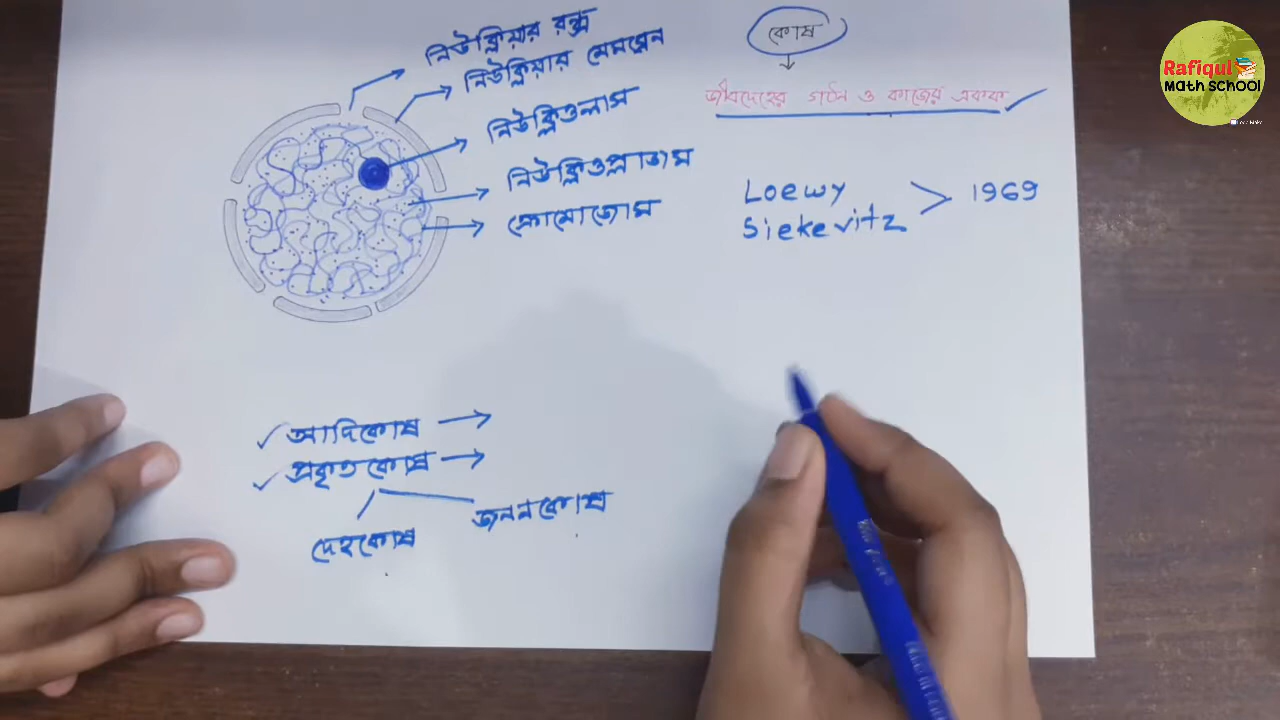 নিউক্লিয়ার রন্ধ্র
নিউক্লিয়ার মেমব্রেন
নিউক্লিওলাস
নিউক্লিওপ্লাজম
ক্রোমোজোম
আদিকোষ
প্রকৃতকোষ
দেহকোষ
জননকোষ
কোষ
জীবদেহের গঠন ও কাজের একক
Loewy
Siekevitz > 1969
Rafiqul
Math SCHOOL